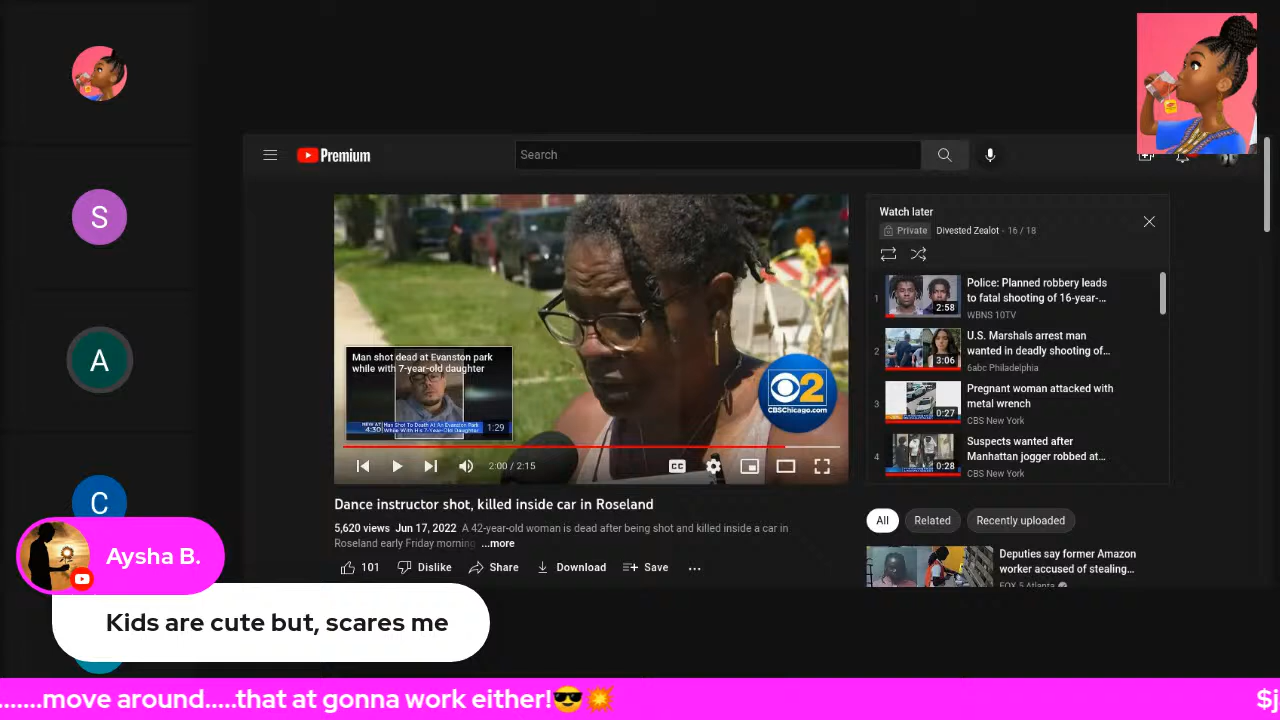 Premium
Search
S
A
C
Man shot dead at Evanston park
while with 7-year-old daughter
1:29
CBSChicago.com
2
CC
2:00 / 2:15
Dance instructor shot, killed inside car in Roseland
5,620 views Jun 17, 2022 A 42-year-old woman is dead after being shot and killed inside a car in
Roseland early Friday morning ...more
101 Dislike Share Download Save ...
Watch later
Private Divested Zealot - 16 / 18
1
2:58
Police: Planned robbery leads
to fatal shooting of 16-year-...
WBNS 10TV
2
3:06
U.S. Marshals arrest man
wanted in deadly shooting of...
6abc Philadelphia
3
0:27
Pregnant woman attacked with
metal wrench
CBS New York
4
0:28
Suspects wanted after
Manhattan jogger robbed at...
CBS New York
All Related Recently uploaded
Deputies say former Amazon
worker accused of stealing...
FOX 5 Atlanta
Aysha B.
Kids are cute but, scares me
.......move around.....that at gonna work either!😎💥 $j